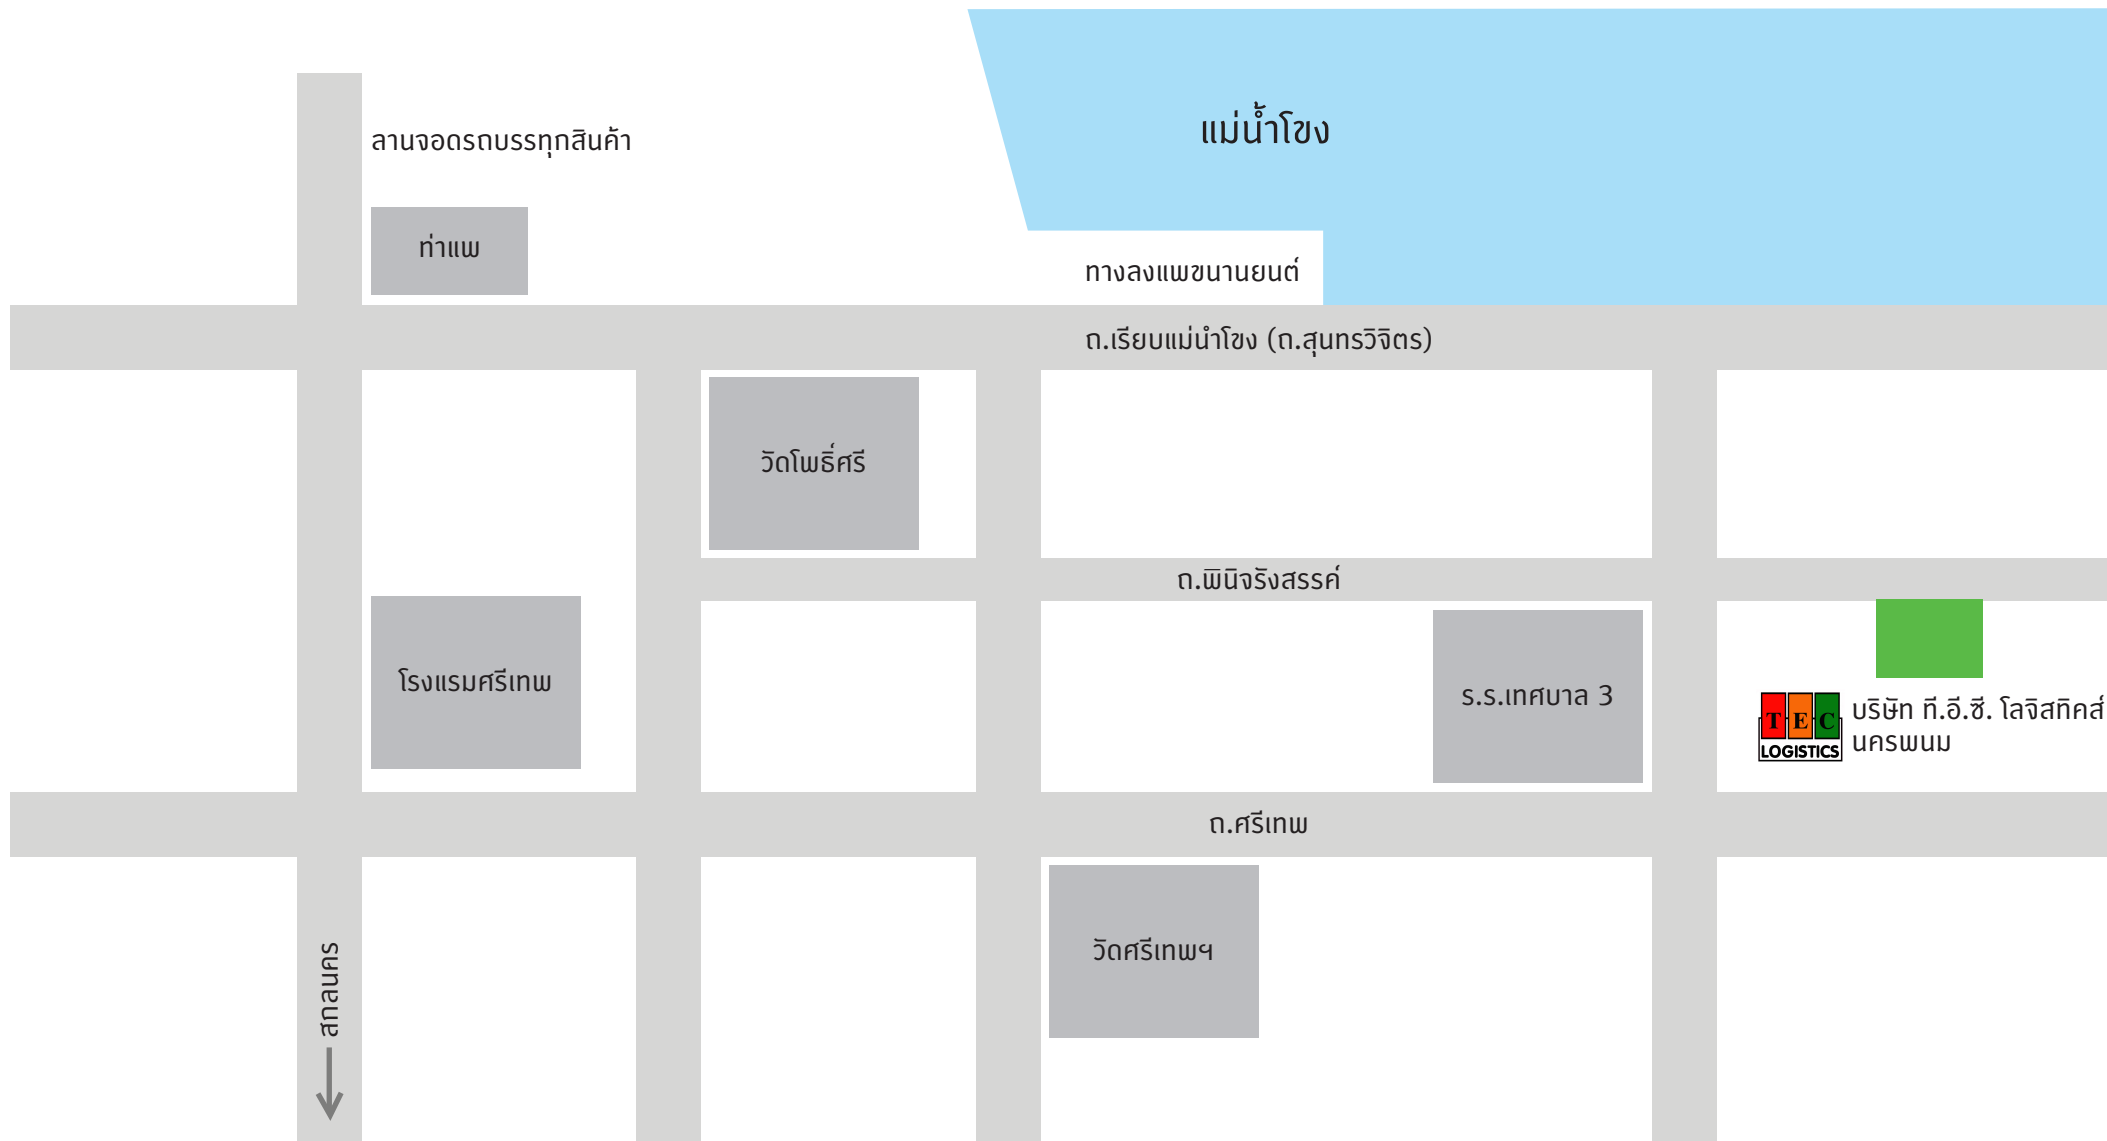 แม่น้ำโขง
ลานจอดรถบรรทุกสินค้า
ท่าแพ
ทางลงแพขนานยนต์
ถ.เรียบแม่นำโขง (ถ.สุนทรวิจิตร)
วัดโพธิ์ศรี
ถ.พินิจรังสรรค์
โรงแรมศรีเทพ
ร.ร.เทศบาล 3
TEC
LOGISTICS
บริษัท ที.อี.ซี. โลจิสทิคส์
นครพนม
ถ.ศรีเทพ
วัดศรีเทพฯ
สกลนคร